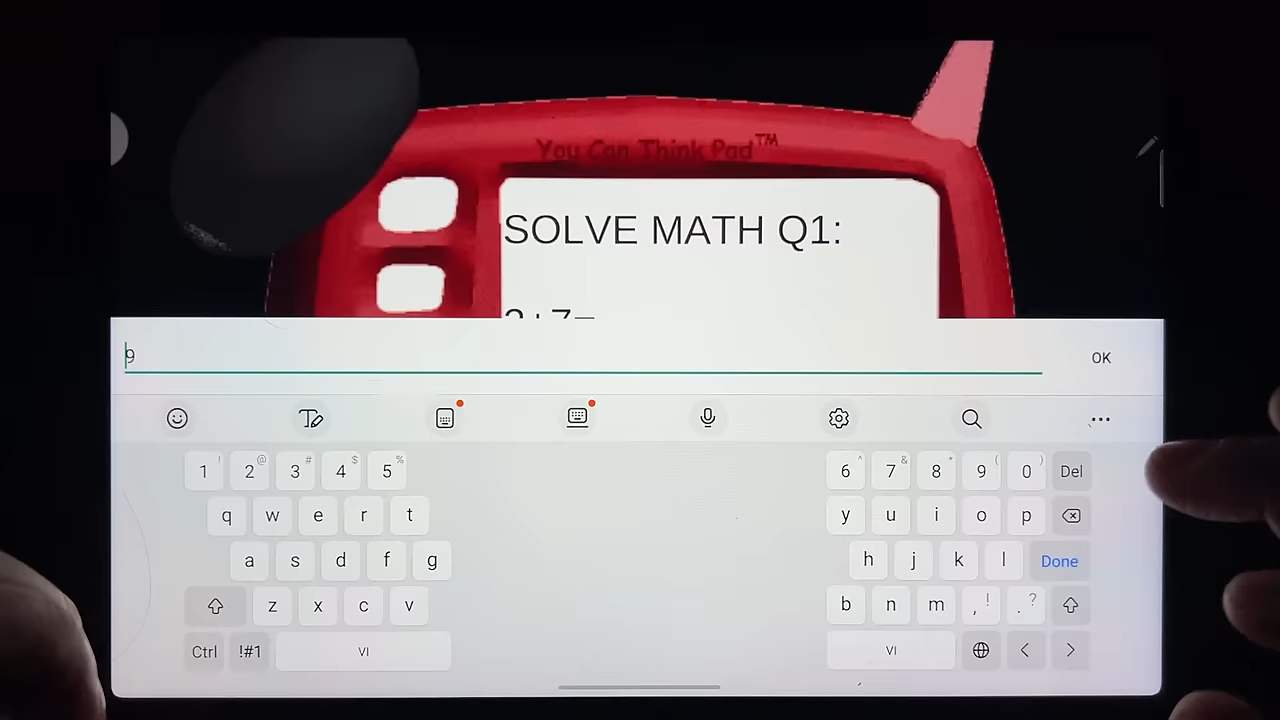 You Can Think Pad™
SOLVE MATH Q1:
9
OK
1 ! 2 @ 3 # 4 $ 5 % 6 ^ 7 & 8 * 9 ( 0 ) Del
q w e r t y u i o p
a s d f g h j k l Done
z x c v b n m , ! . ?
Ctrl !#1 VI VI < >